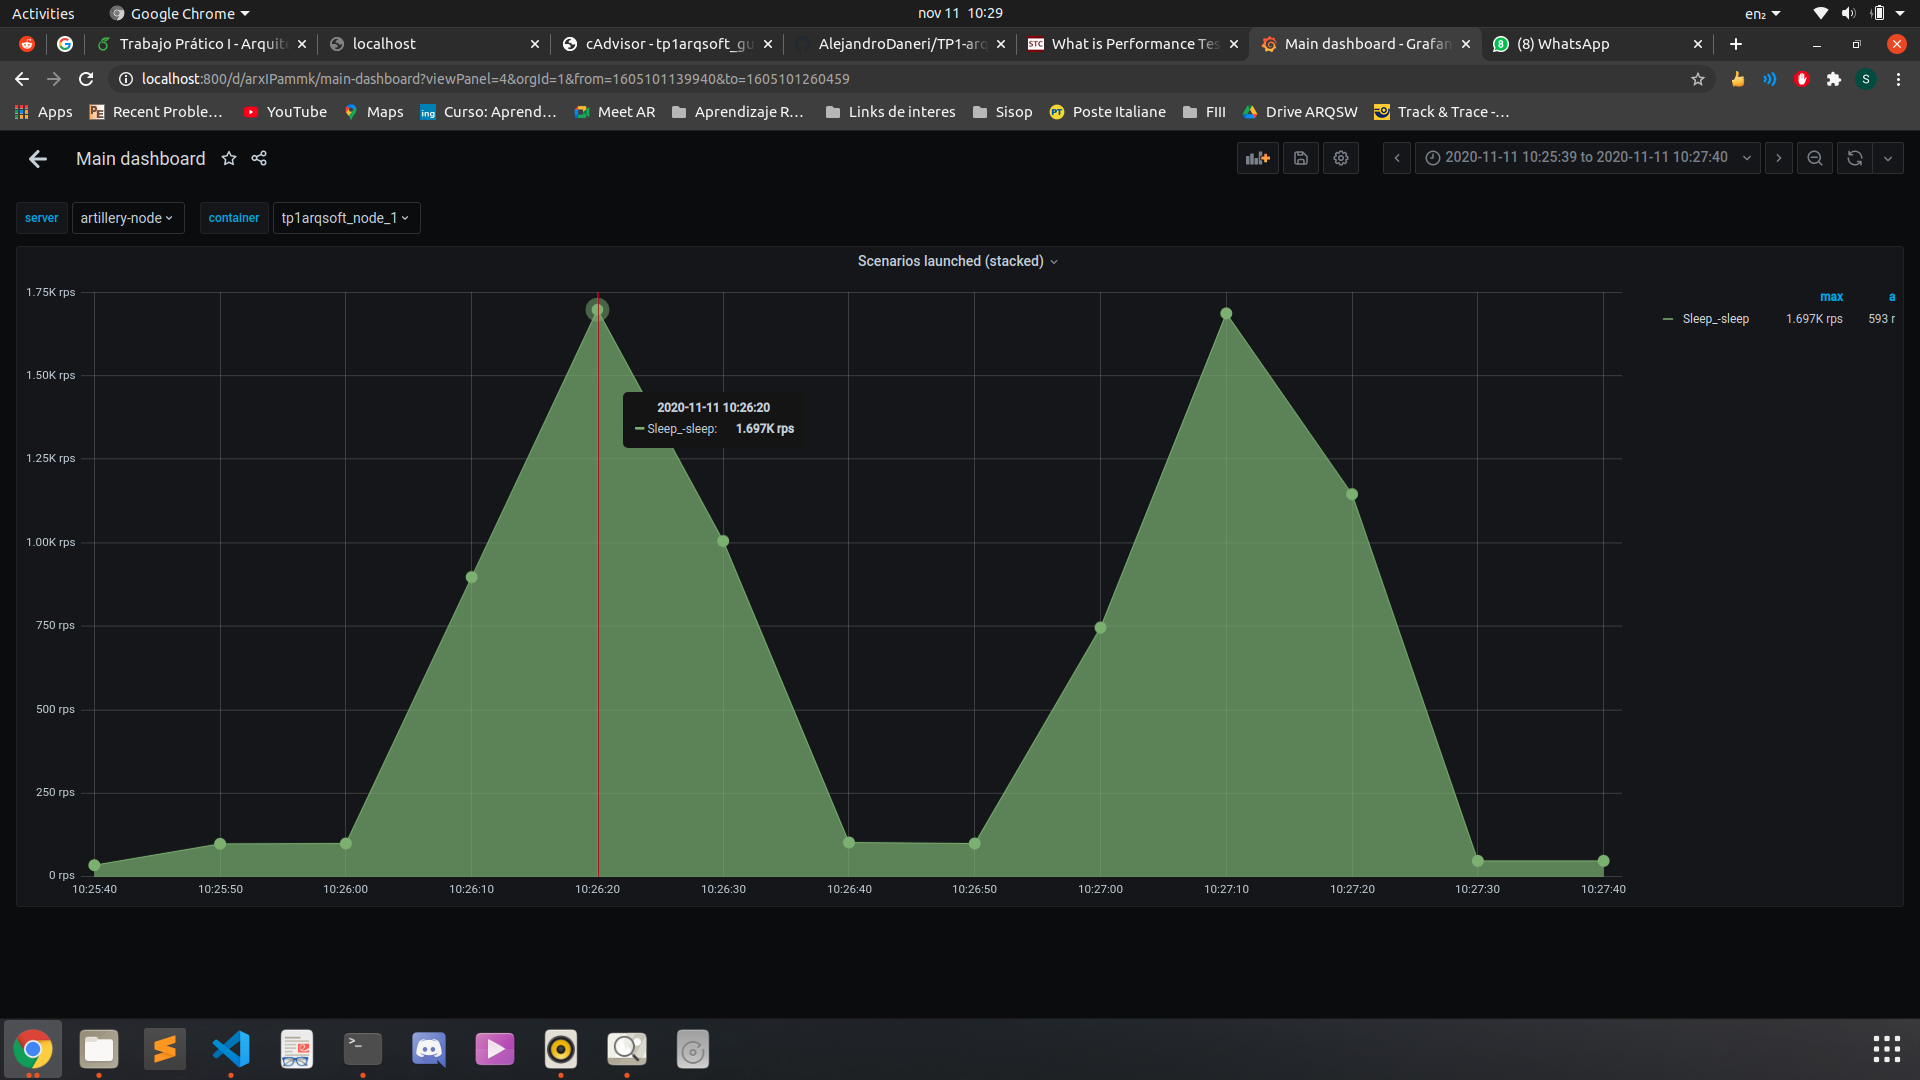 Activities Google Chrome nov 11 10:29 en₂
Trabajo Prático I - Arquite localhost cAdvisor - tp1arqsoft_gu AlejandroDaneri/TP1-arq STC What is Performance Tes Main dashboard - Grafan (8) WhatsApp
localhost:800/d/arxIPammk/main-dashboard?viewPanel=4&orgId=1&from=1605101139940&to=1605101260459 S
Apps Recent Proble… YouTube Maps ing Curso: Aprend… Meet AR Aprendizaje R… Links de interes Sisop PT Poste Italiane FIII Drive ARQSW Track & Trace -…
Main dashboard 2020-11-11 10:25:39 to 2020-11-11 10:27:40
server artillery-node container tp1arqsoft_node_1
Scenarios launched (stacked)
1.75K rps
1.50K rps
1.25K rps
1.00K rps
750 rps
500 rps
250 rps
0 rps
2020-11-11 10:26:20
Sleep_-sleep: 1.697K rps
max a
Sleep_-sleep 1.697K rps 593 r
10:25:40 10:25:50 10:26:00 10:26:10 10:26:20 10:26:30 10:26:40 10:26:50 10:27:00 10:27:10 10:27:20 10:27:30 10:27:40